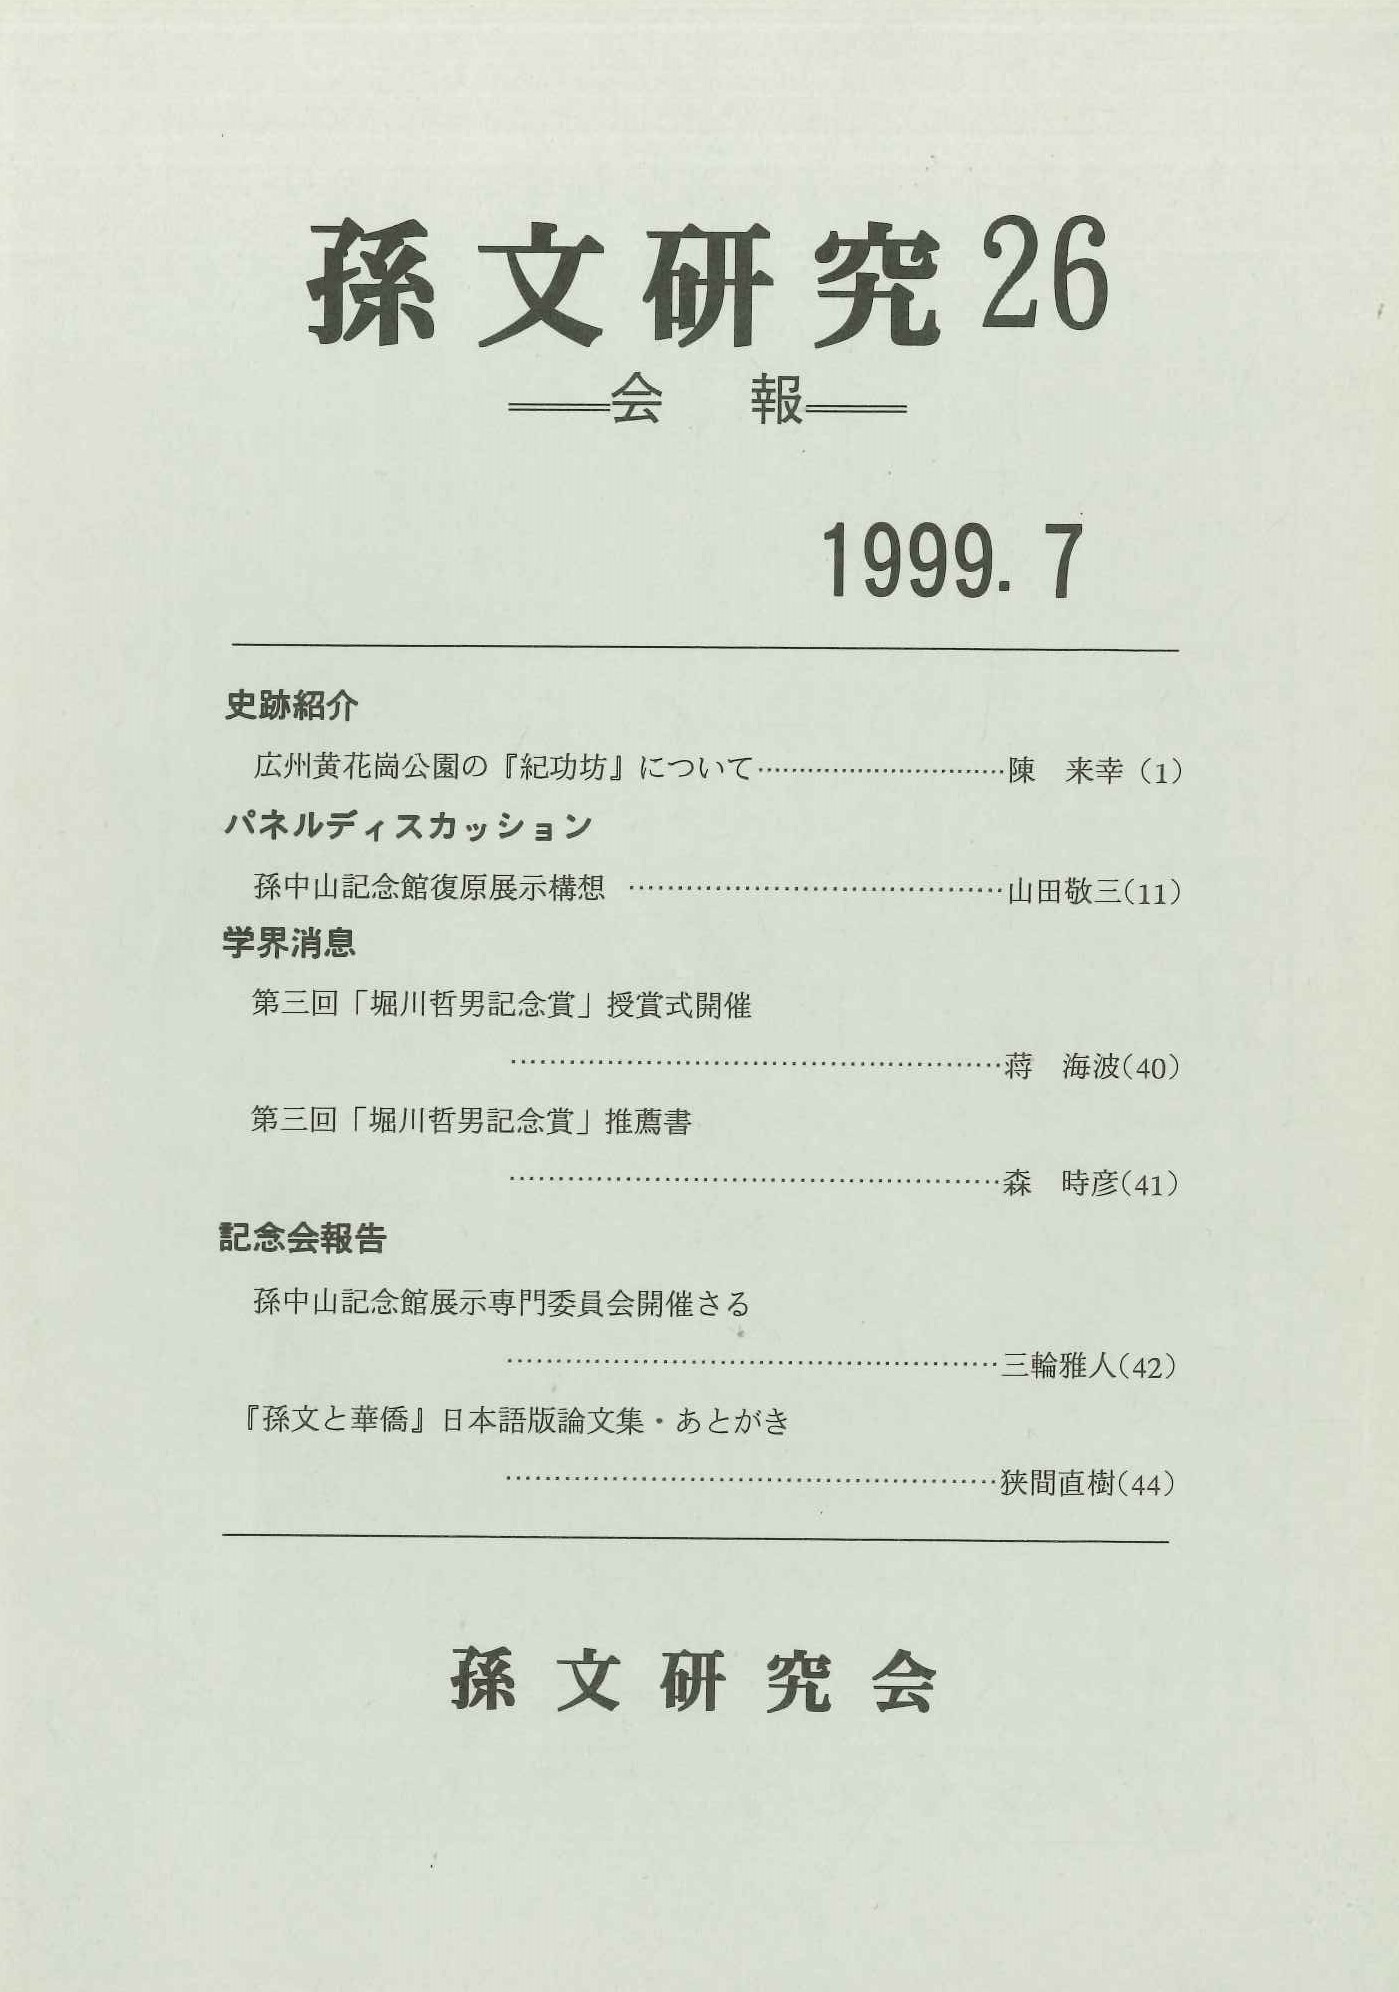 孫文研究26
会 報
1999.7
史跡紹介
広州黄花崗公園の『紀功坊』について…………………………陳 来幸（1）
パネルディスカッション
孫中山記念館復原展示構想 ……………………………………山田敬三(11)
学界消息
第三回「堀川哲男記念賞」授賞式開催
………………………………………………蒋 海波(40)
第三回「堀川哲男記念賞」推薦書
………………………………………………森 時彦(41)
記念会報告
孫中山記念館展示専門委員会開催さる
………………………………………………三輪雅人(42)
『孫文と華僑』日本語版論文集・あとがき
………………………………………………狭間直樹(44)
孫文研究会